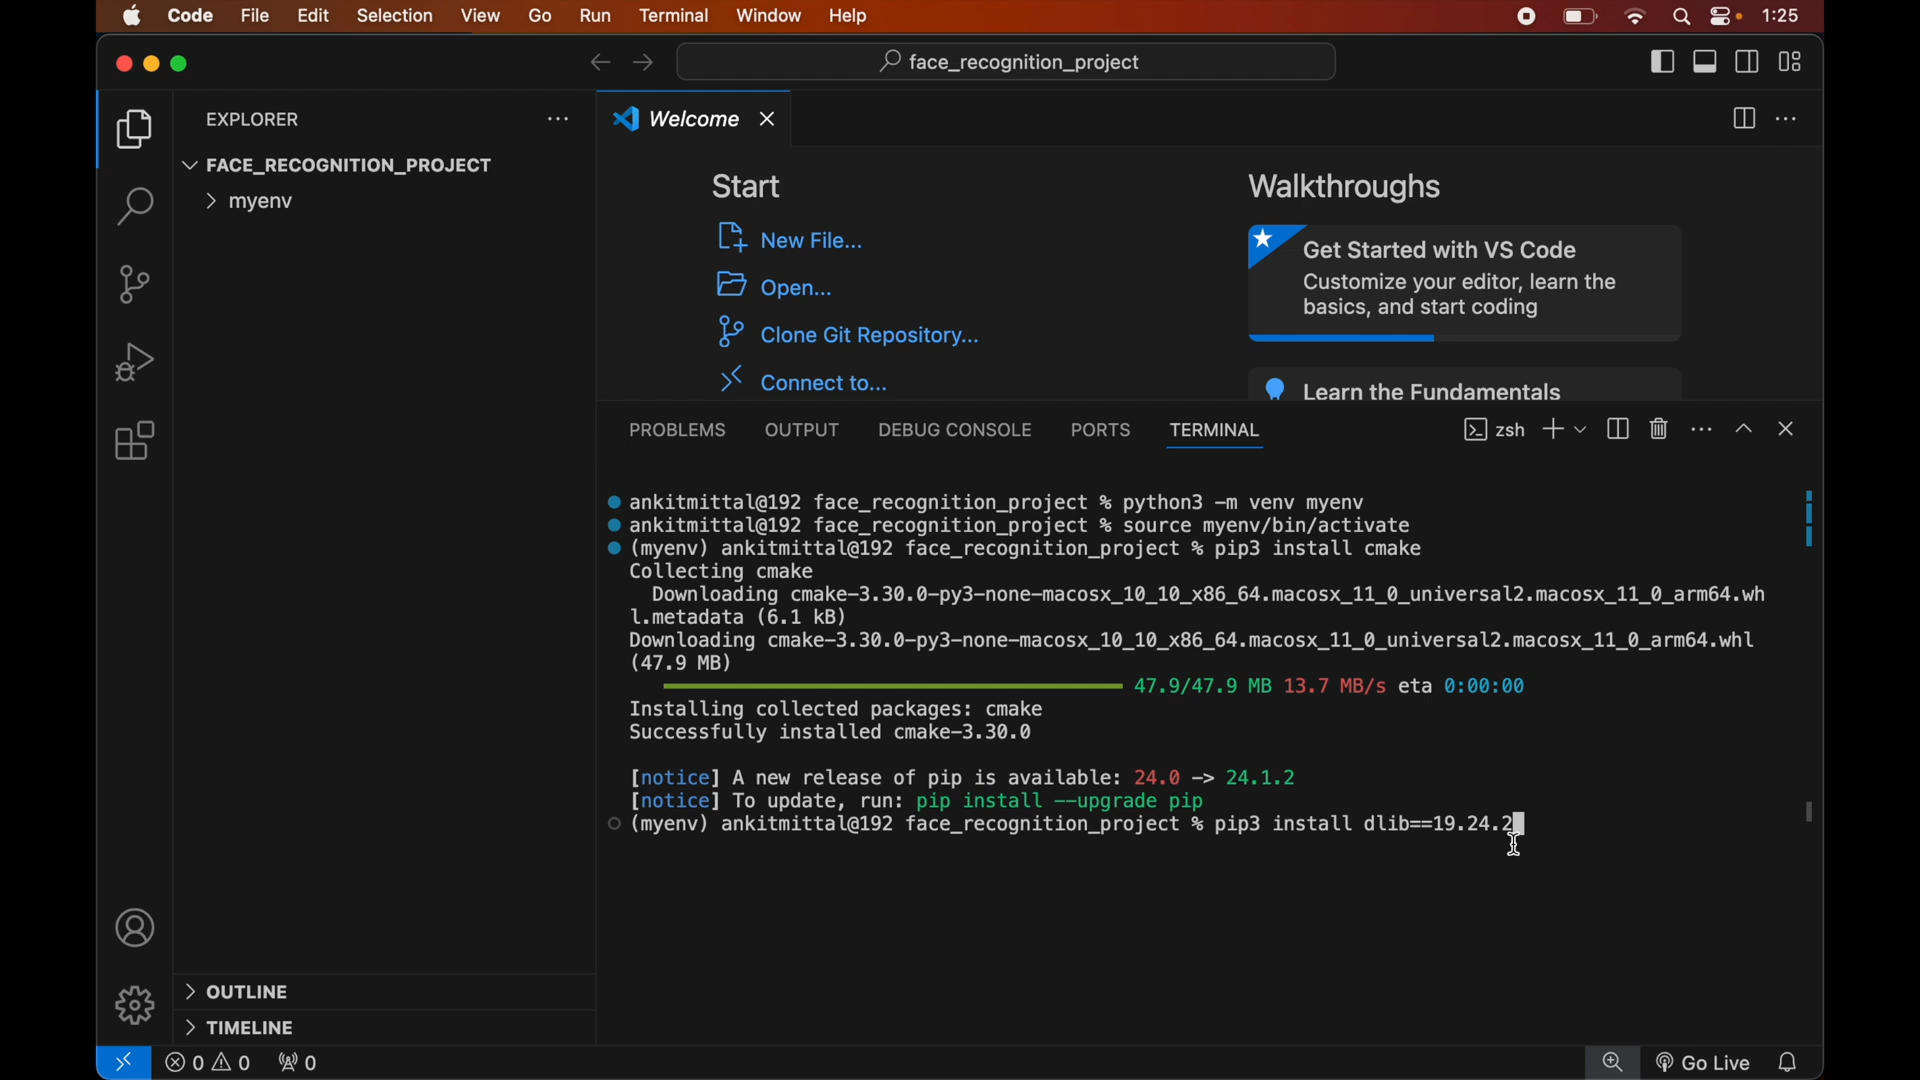 Code File Edit Selection View Go Run Terminal Window Help 1:25
face_recognition_project
EXPLORER
Welcome
FACE_RECOGNITION_PROJECT
myenv
Start
Walkthroughs
New File...
Open...
Clone Git Repository...
Connect to...
Get Started with VS Code
Customize your editor, learn the
basics, and start coding
Learn the Fundamentals
PROBLEMS OUTPUT DEBUG CONSOLE PORTS TERMINAL zsh
ankitmittal@192 face_recognition_project % python3 -m venv myenv
ankitmittal@192 face_recognition_project % source myenv/bin/activate
(myenv) ankitmittal@192 face_recognition_project % pip3 install cmake
Collecting cmake
Downloading cmake-3.30.0-py3-none-macosx_10_10_x86_64.macosx_11_0_universal2.macosx_11_0_arm64.wh
l.metadata (6.1 kB)
Downloading cmake-3.30.0-py3-none-macosx_10_10_x86_64.macosx_11_0_universal2.macosx_11_0_arm64.whl
(47.9 MB)
47.9/47.9 MB 13.7 MB/s eta 0:00:00
Installing collected packages: cmake
Successfully installed cmake-3.30.0
[notice] A new release of pip is available: 24.0 -> 24.1.2
[notice] To update, run: pip install --upgrade pip
(myenv) ankitmittal@192 face_recognition_project % pip3 install dlib==19.24.2
OUTLINE
TIMELINE
0 0 0 Go Live